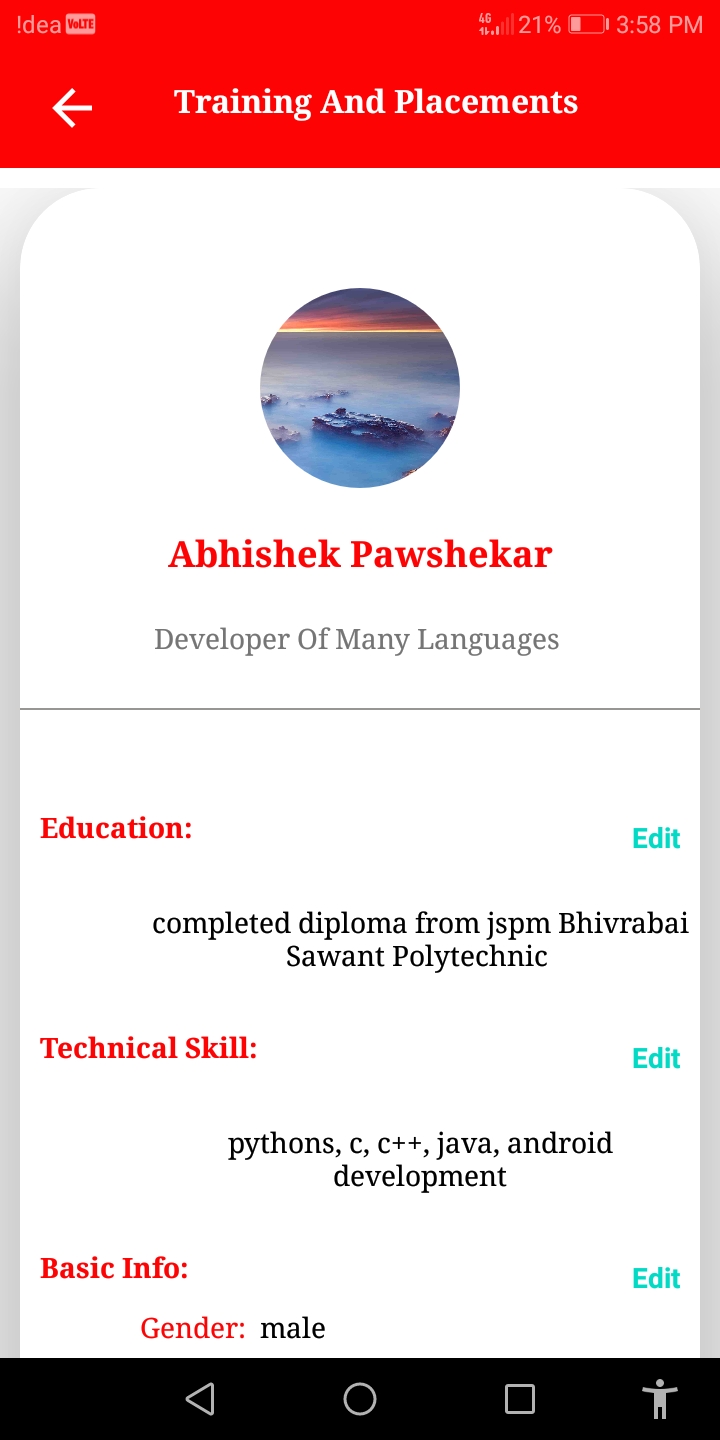 !dea VoLTE 4G 21% 3:58 PM
Training And Placements
Abhishek Pawshekar
Developer Of Many Languages
Education:
Edit
completed diploma from jspm Bhivrabai
Sawant Polytechnic
Technical Skill:
Edit
pythons, c, c++, java, android
development
Basic Info:
Edit
Gender: male